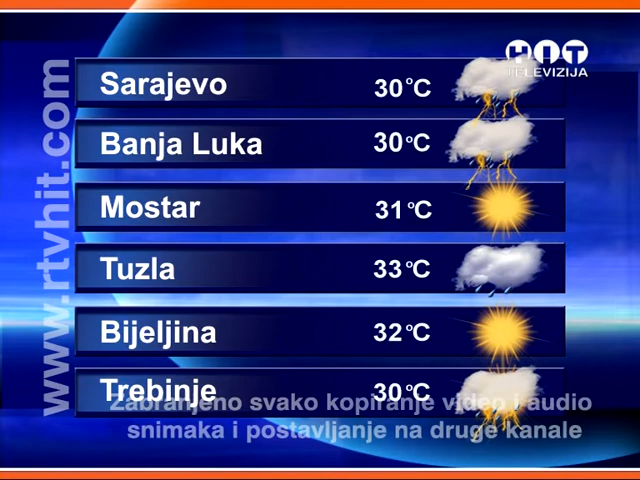 HIT
TELEVIZIJA
Sarajevo 30°C
Banja Luka 30°C
Mostar 31°C
Tuzla 33°C
Bijeljina 32°C
Trebinje 30°C
Zabranjeno svako kopiranje video i audio
snimaka i postavljanje na druge kanale
www.rtvhit.com